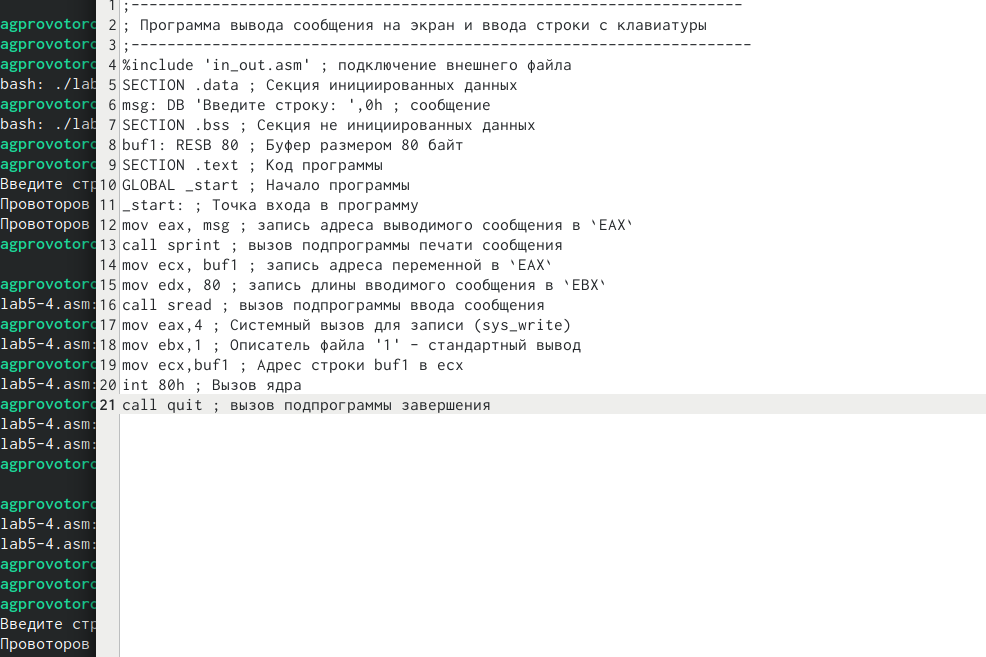 agprovotoro
agprovotoro
agprovotoro
bash: ./lab
agprovotoro
bash: ./lab
agprovotoro
agprovotoro
Введите стр
Провоторов
Провоторов
agprovotoro
agprovotoro
lab5-4.asm:
agprovotoro
lab5-4.asm:
agprovotoro
lab5-4.asm:
agprovotoro
lab5-4.asm:
lab5-4.asm:
agprovotoro
agprovotoro
lab5-4.asm:
lab5-4.asm:
agprovotoro
agprovotoro
agprovotoro
Введите стр
Провоторов
1 ;--------------------------------------------------------------------
2 ; Программа вывода сообщения на экран и ввода строки с клавиатуры
3 ;---------------------------------------------------------------------
4 %include 'in_out.asm' ; подключение внешнего файла
5 SECTION .data ; Секция инициированных данных
6 msg: DB 'Введите строку: ',0h ; сообщение
7 SECTION .bss ; Секция не инициированных данных
8 buf1: RESB 80 ; Буфер размером 80 байт
9 SECTION .text ; Код программы
10 GLOBAL _start ; Начало программы
11 _start: ; Точка входа в программу
12 mov eax, msg ; запись адреса выводимого сообщения в `EAX`
13 call sprint ; вызов подпрограммы печати сообщения
14 mov ecx, buf1 ; запись адреса переменной в `EAX`
15 mov edx, 80 ; запись длины вводимого сообщения в `EBX`
16 call sread ; вызов подпрограммы ввода сообщения
17 mov eax,4 ; Системный вызов для записи (sys_write)
18 mov ebx,1 ; Описатель файла '1' - стандартный вывод
19 mov ecx,buf1 ; Адрес строки buf1 в ecx
20 int 80h ; Вызов ядра
21 call quit ; вызов подпрограммы завершения